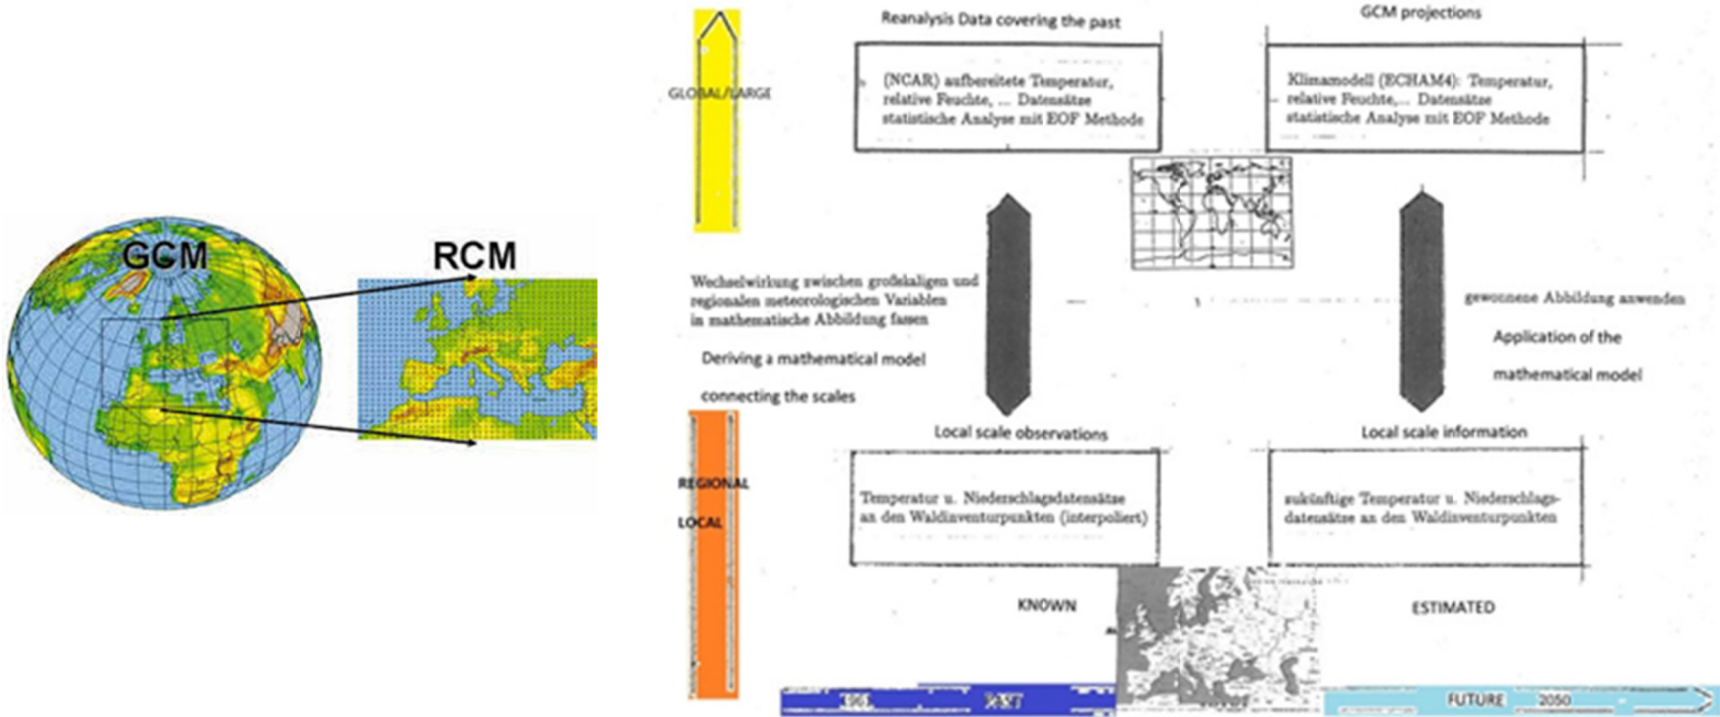 GCM
RCM
Reanalysis Data covering the past
GCM projections
GLOBAL/LARGE
(NCAR) aufbereitete Temperatur,
relative Feuchte, ... Datensätze
statistische Analyse mit EOF Methode
Klimamodell (ECHAM4): Temperatur,
relative Feuchte,... Datensätze
statistische Analyse mit EOF Methode
Wechselwirkung zwischen großskaligen und
regionalen meteorologischen Variablen
in mathematische Abbildung fassen
Deriving a mathematical model
connecting the scales
gewonnene Abbildung anwenden
Application of the
mathematical model
Local scale observations
Local scale information
REGIONAL
LOCAL
Temperatur u. Niederschlagsdatensätze
an den Waldinventurpunkten (interpoliert)
zukünftige Temperatur u. Niederschlags-
datensätze an den Waldinventurpunkten
KNOWN
ESTIMATED
1961
PAST
FUTURE 2050